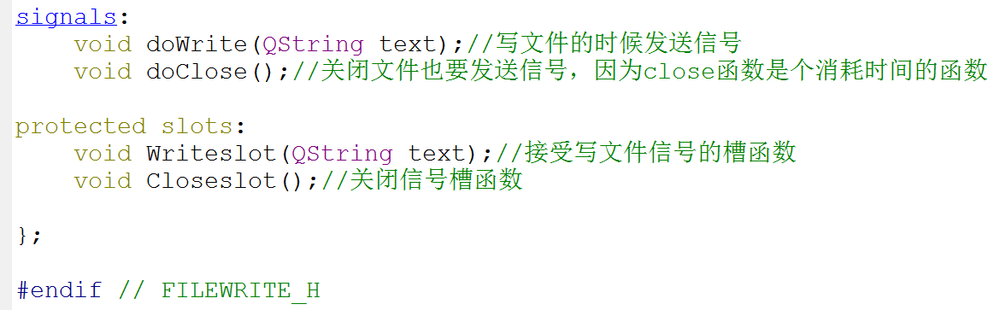 signals:
    void doWrite(QString text);//写文件的时候发送信号
    void doClose();//关闭文件也要发送信号，因为close函数是个消耗时间的函数
protected slots:
    void Writeslot(QString text);//接受写文件信号的槽函数
    void Closeslot();//关闭信号槽函数
};
#endif // FILEWRITE_H